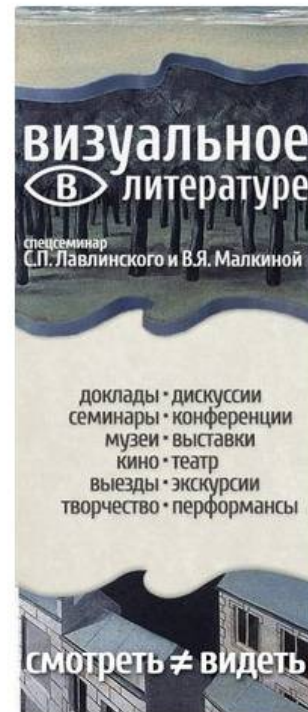 визуальное
в литературе
спецсеминар
С.П. Лавлинского и В.Я. Малкиной
доклады • дискуссии
семинары • конференции
музеи • выставки
кино • театр
выезды • экскурсии
творчество • перформансы
смотреть ≠ видеть